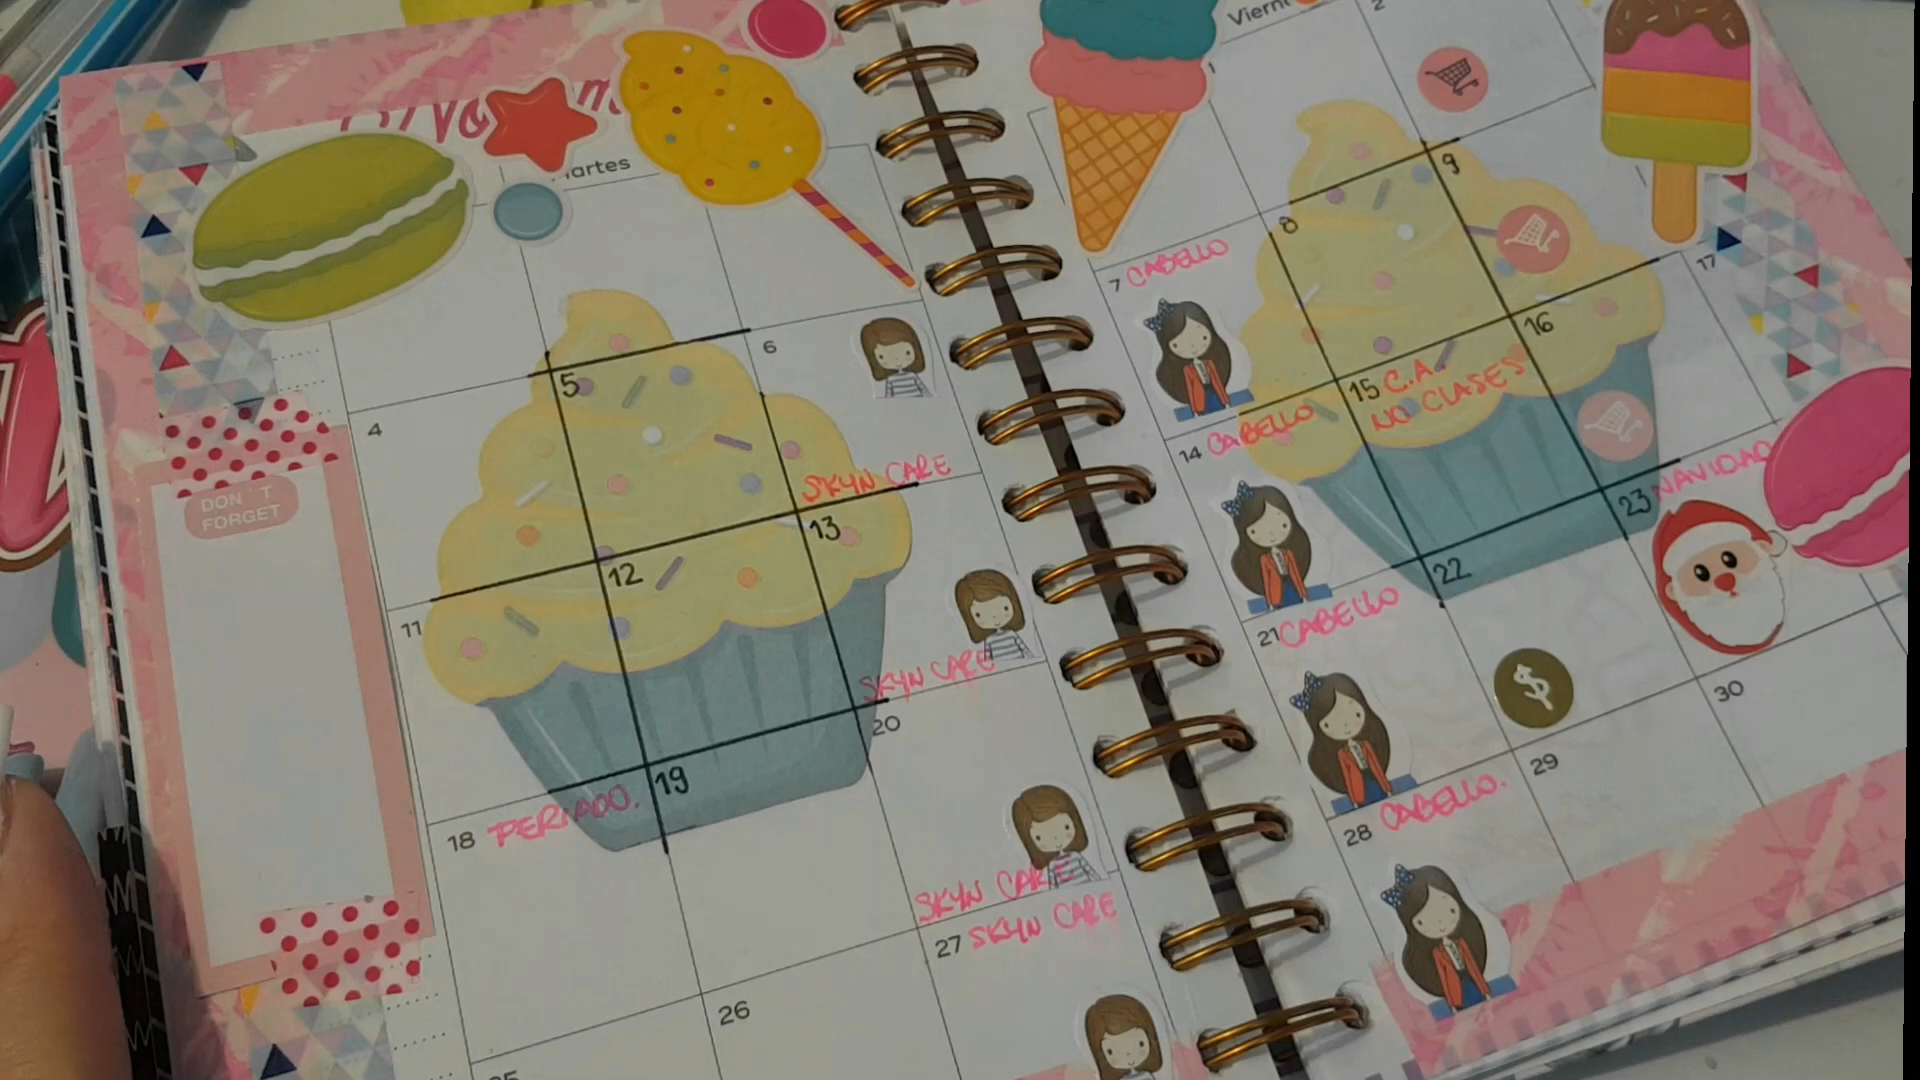 Martes
Viern
1
2
DON'T
FORGET
4
5
6
SKYN CARE
7 CABELLO
8
9
11
12
13
SKYN CARE
14 CABELLO
15 C.A.
NO CLASES
16
17
18 FERIADO.
19
20
SKYN CARE
21 CABELLO
22
23 NAVIDAD
$
26
27 SKYN CARE
28 CABELLO.
29
30